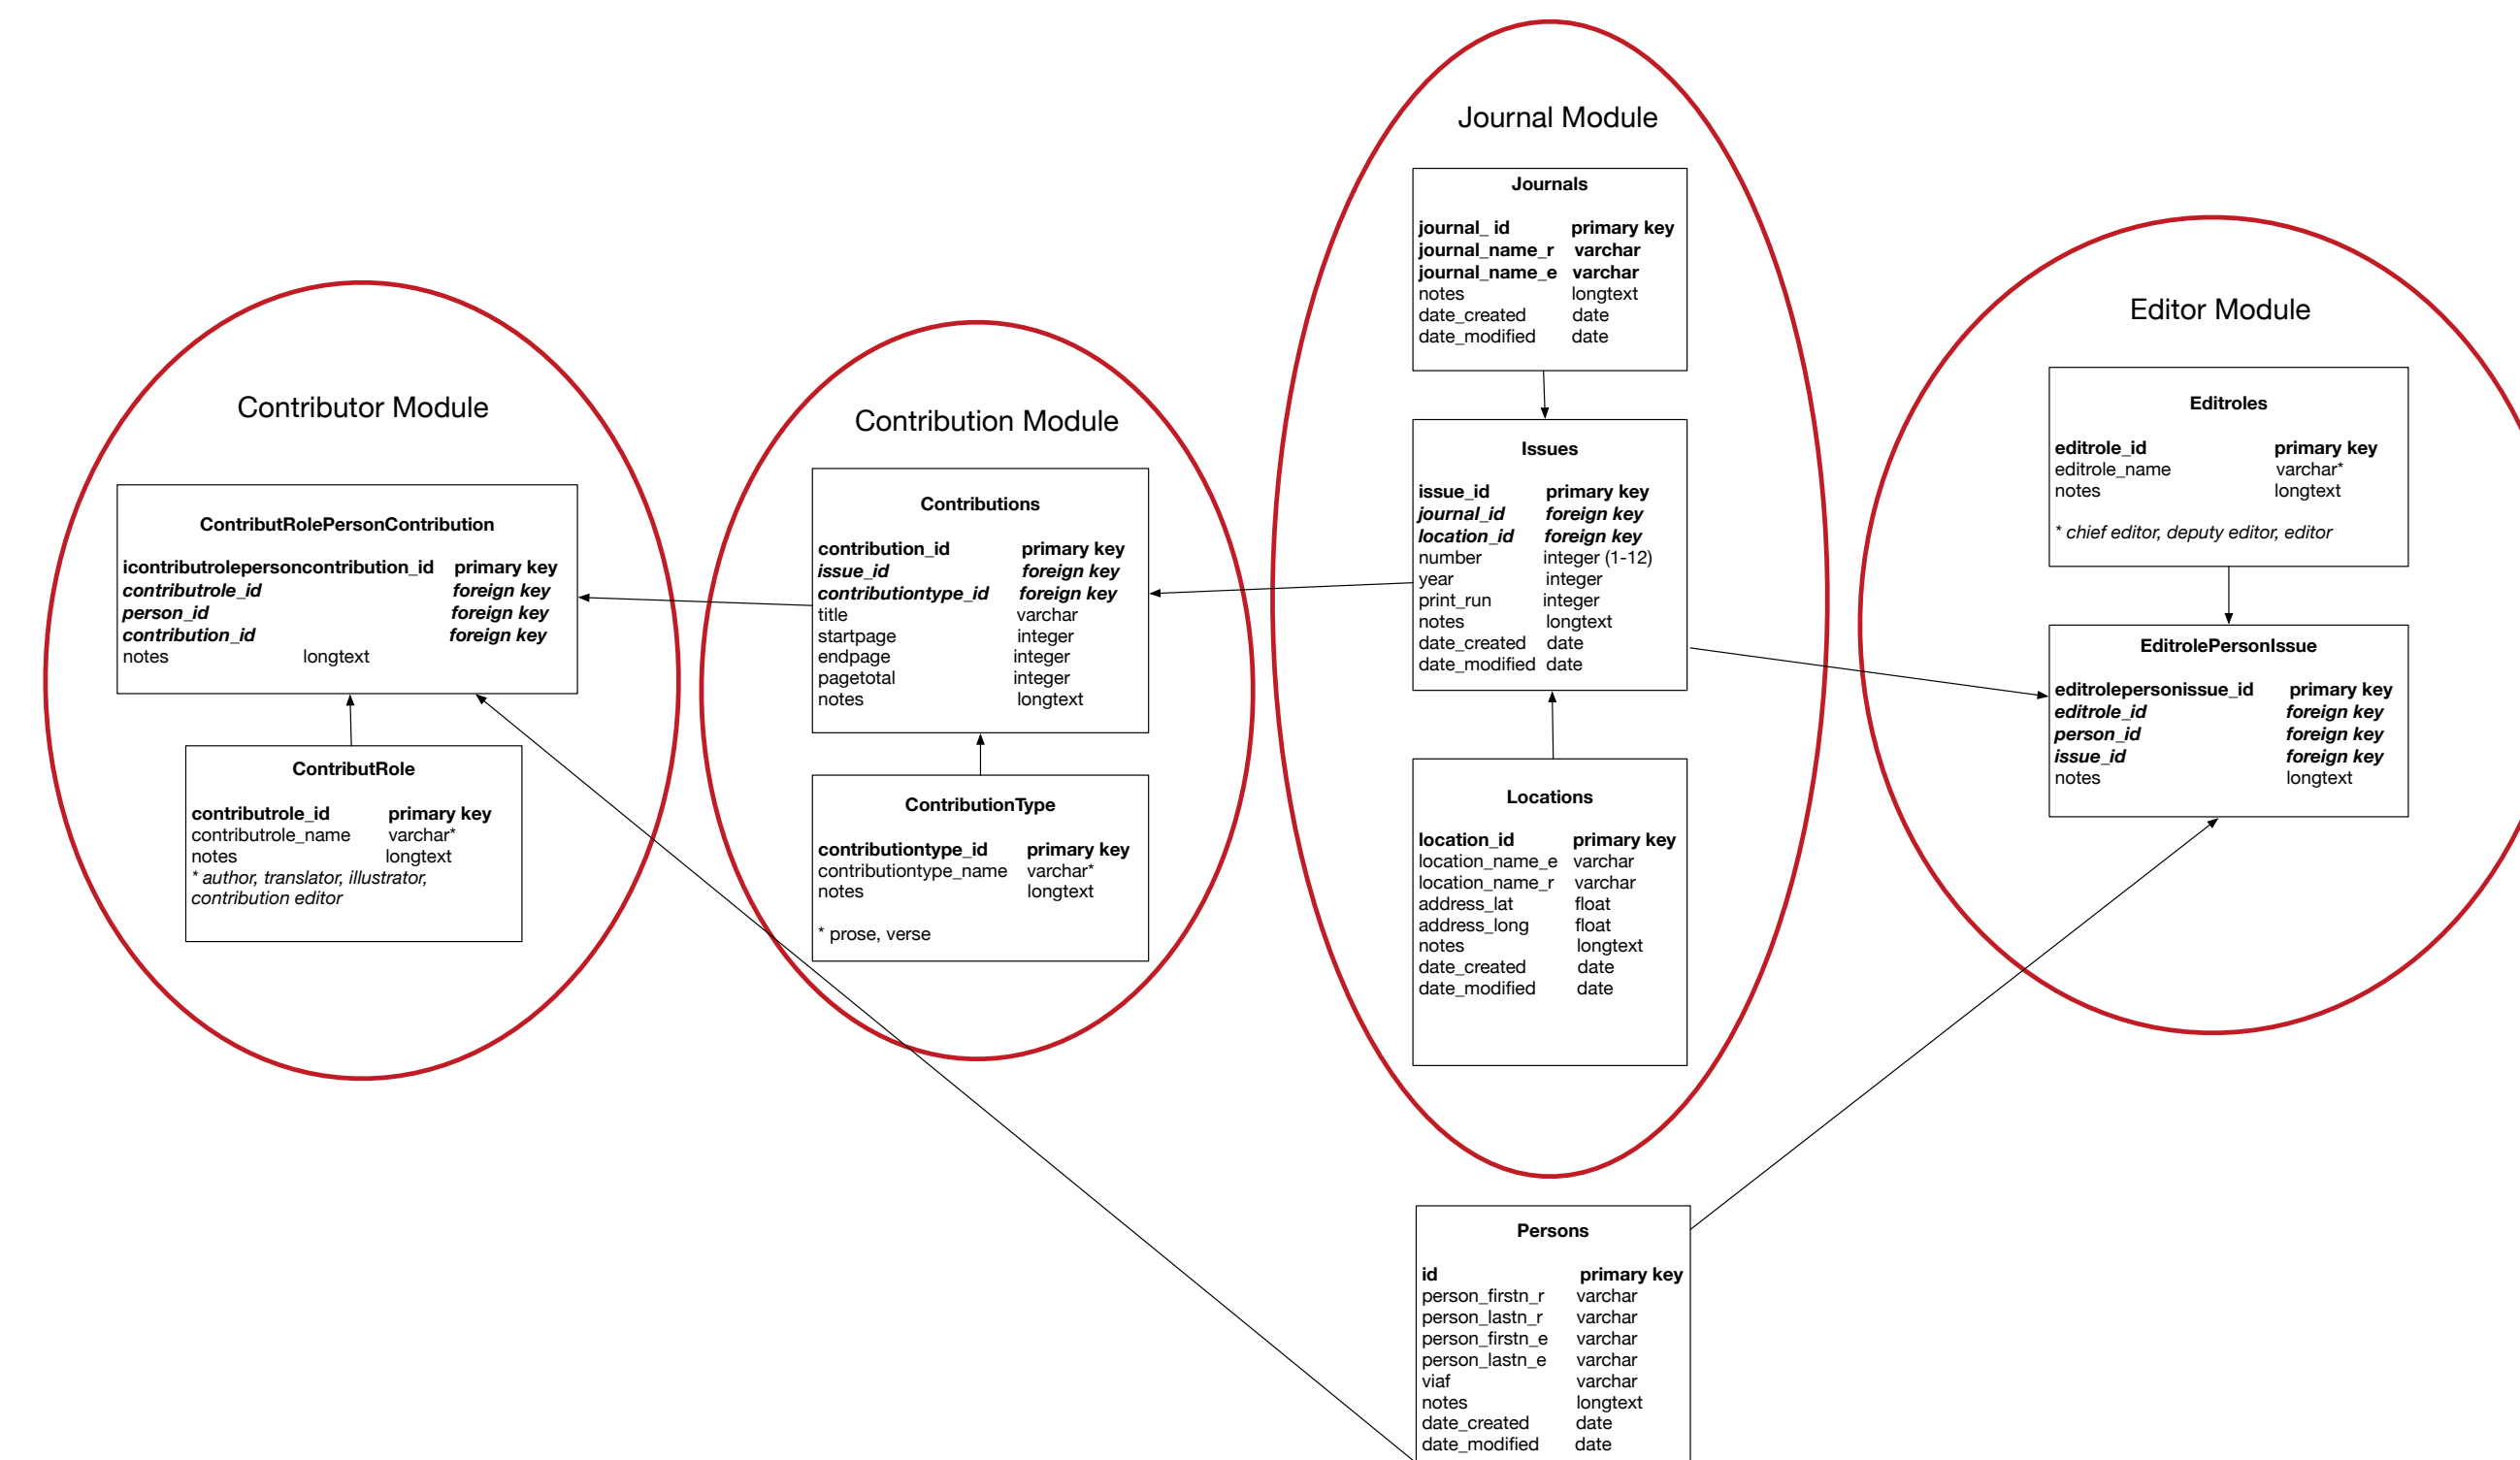 Contributor Module
ContributRolePersonContribution
icontributrolepersoncontribution_id primary key
contributrole_id foreign key
person_id foreign key
contribution_id foreign key
notes longtext
ContributRole
contributrole_id primary key
contributrole_name varchar*
notes longtext
* author, translator, illustrator,
contribution editor
Contribution Module
Contributions
contribution_id primary key
issue_id foreign key
contributiontype_id foreign key
title varchar
startpage integer
endpage integer
pagetotal integer
notes longtext
ContributionType
contributiontype_id primary key
contributiontype_name varchar*
notes longtext
* prose, verse
Journal Module
Journals
journal_ id primary key
journal_name_r varchar
journal_name_e varchar
notes longtext
date_created date
date_modified date
Issues
issue_id primary key
journal_id foreign key
location_id foreign key
number integer (1-12)
year integer
print_run integer
notes longtext
date_created date
date_modified date
Locations
location_id primary key
location_name_e varchar
location_name_r varchar
address_lat float
address_long float
notes longtext
date_created date
date_modified date
Editor Module
Editroles
editrole_id primary key
editrole_name varchar*
notes longtext
* chief editor, deputy editor, editor
EditrolePersonIssue
editrolepersonissue_id primary key
editrole_id foreign key
person_id foreign key
issue_id foreign key
notes longtext
Persons
id primary key
person_firstn_r varchar
person_lastn_r varchar
person_firstn_e varchar
person_lastn_e varchar
viaf varchar
notes longtext
date_created date
date_modified date